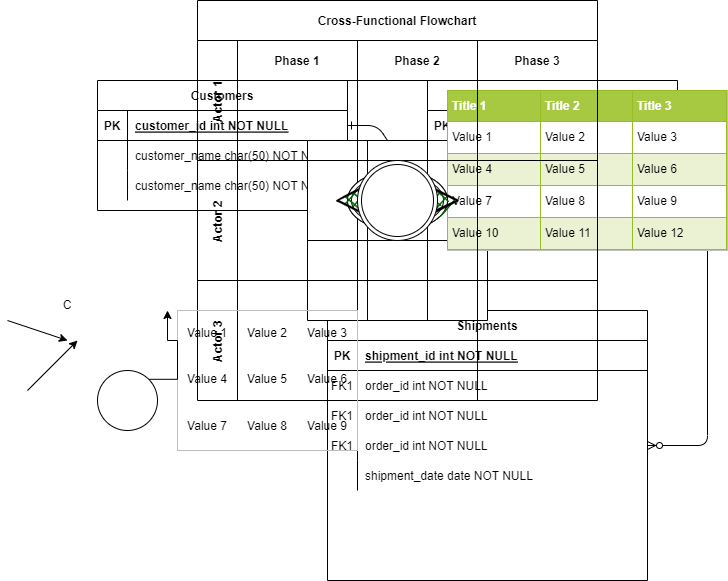 Cross-Functional Flowchart
Phase 1 Phase 2 Phase 3
Actor 1
Actor 2
Actor 3
Customers
PK customer_id int NOT NULL
customer_name char(50) NOT N
customer_name char(50) NOT N
PK
Title 1 Title 2 Title 3
Value 1 Value 2 Value 3
Value 4 Value 5 Value 6
Value 7 Value 8 Value 9
Value 10 Value 11 Value 12
C
Value 1 Value 2 Value 3
Value 4 Value 5 Value 6
Value 7 Value 8 Value 9
Shipments
PK shipment_id int NOT NULL
FK1 order_id int NOT NULL
FK1 order_id int NOT NULL
FK1 order_id int NOT NULL
shipment_date date NOT NULL